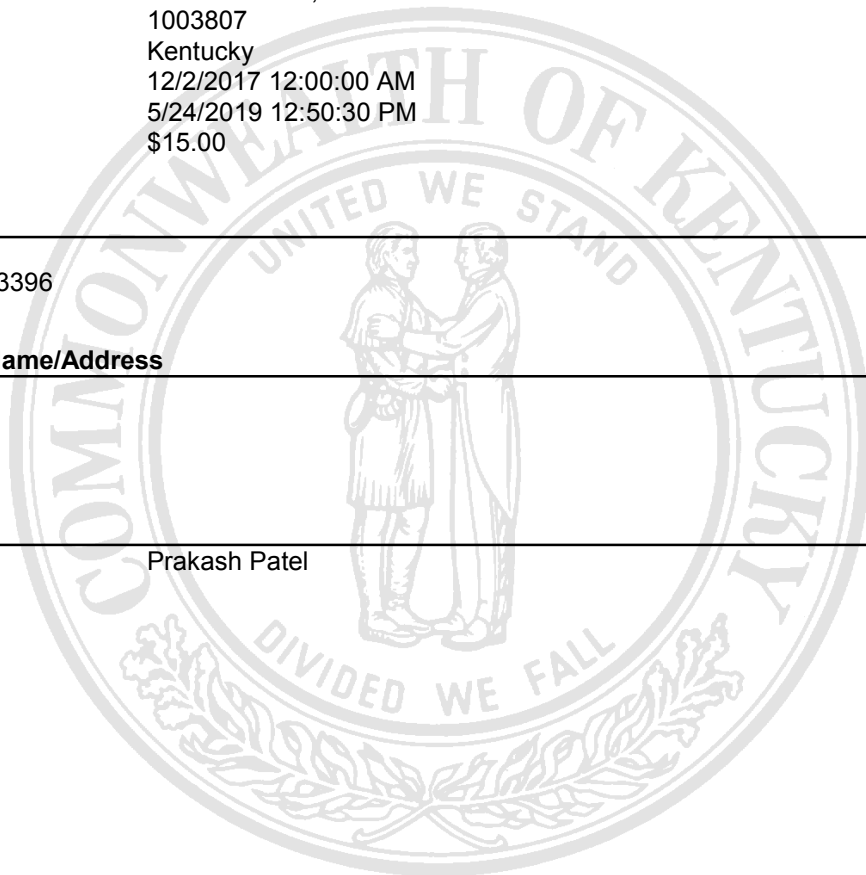 1003807
Kentucky
12/2/2017 12:00:00 AM
5/24/2019 12:50:30 PM
$15.00
COMMONWEALTH OF KENTUCKY
UNITED WE STAND
3396
ame/Address
Prakash Patel
DIVIDED WE FALL